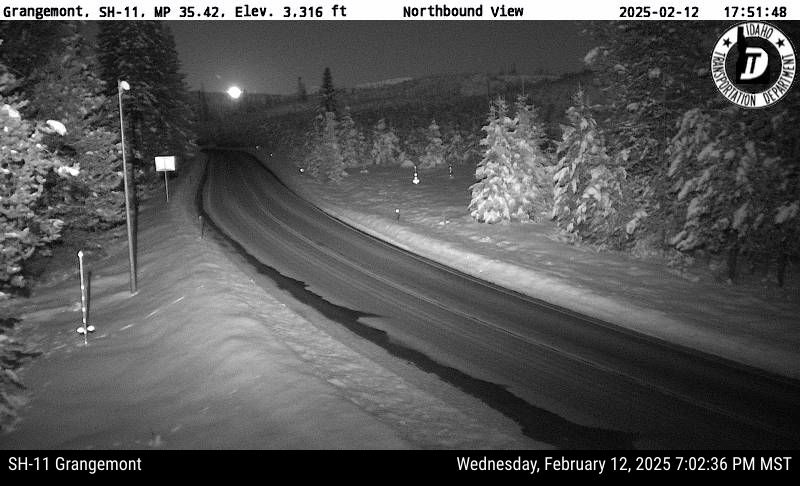 Grangemont, SH-11, MP 35.42, Elev. 3,316 ft Northbound View 2025-02-12 17:51:48
IDAHO
TRANSPORTATION DEPARTMENT
SH-11 Grangemont Wednesday, February 12, 2025 7:02:36 PM MST